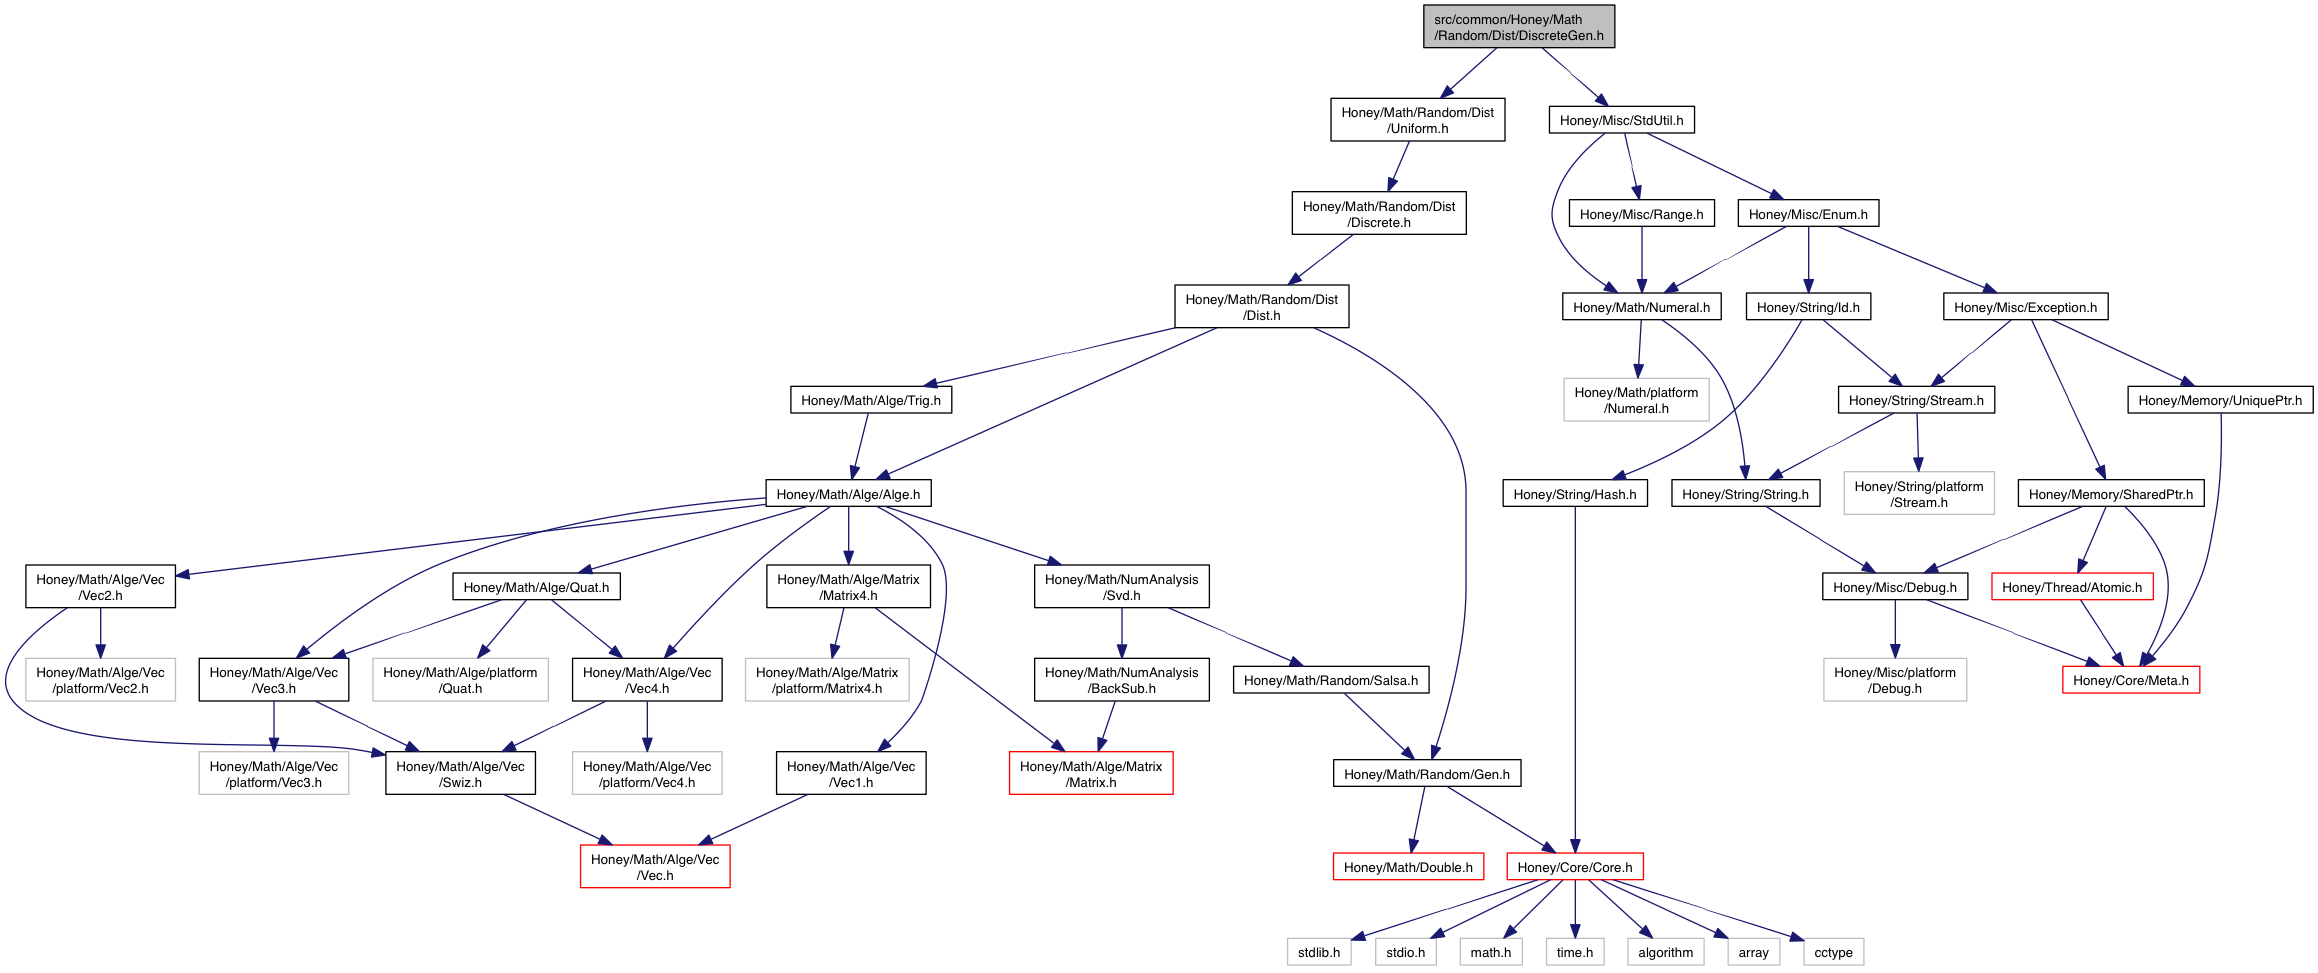 src/common/Honey/Math
/Random/Dist/DiscreteGen.h
Honey/Math/Random/Dist
/Uniform.h
Honey/Misc/StdUtil.h
Honey/Math/Random/Dist
/Discrete.h
Honey/Misc/Range.h
Honey/Misc/Enum.h
Honey/Math/Random/Dist
/Dist.h
Honey/Math/Numeral.h
Honey/String/Id.h
Honey/Misc/Exception.h
Honey/Math/Alge/Trig.h
Honey/Math/platform
/Numeral.h
Honey/String/Stream.h
Honey/Memory/UniquePtr.h
Honey/Math/Alge/Alge.h
Honey/String/Hash.h
Honey/String/String.h
Honey/String/platform
/Stream.h
Honey/Memory/SharedPtr.h
Honey/Math/Alge/Vec
/Vec2.h
Honey/Math/Alge/Quat.h
Honey/Math/Alge/Matrix
/Matrix4.h
Honey/Math/NumAnalysis
/Svd.h
Honey/Misc/Debug.h
Honey/Thread/Atomic.h
Honey/Math/Alge/Vec
/platform/Vec2.h
Honey/Math/Alge/Vec
/Vec3.h
Honey/Math/Alge/platform
/Quat.h
Honey/Math/Alge/Vec
/Vec4.h
Honey/Math/Alge/Matrix
/platform/Matrix4.h
Honey/Math/NumAnalysis
/BackSub.h
Honey/Math/Random/Salsa.h
Honey/Misc/platform
/Debug.h
Honey/Core/Meta.h
Honey/Math/Alge/Vec
/platform/Vec3.h
Honey/Math/Alge/Vec
/Swiz.h
Honey/Math/Alge/Vec
/platform/Vec4.h
Honey/Math/Alge/Vec
/Vec1.h
Honey/Math/Alge/Matrix
/Matrix.h
Honey/Math/Random/Gen.h
Honey/Math/Alge/Vec
/Vec.h
Honey/Math/Double.h
Honey/Core/Core.h
stdlib.h
stdio.h
math.h
time.h
algorithm
array
cctype